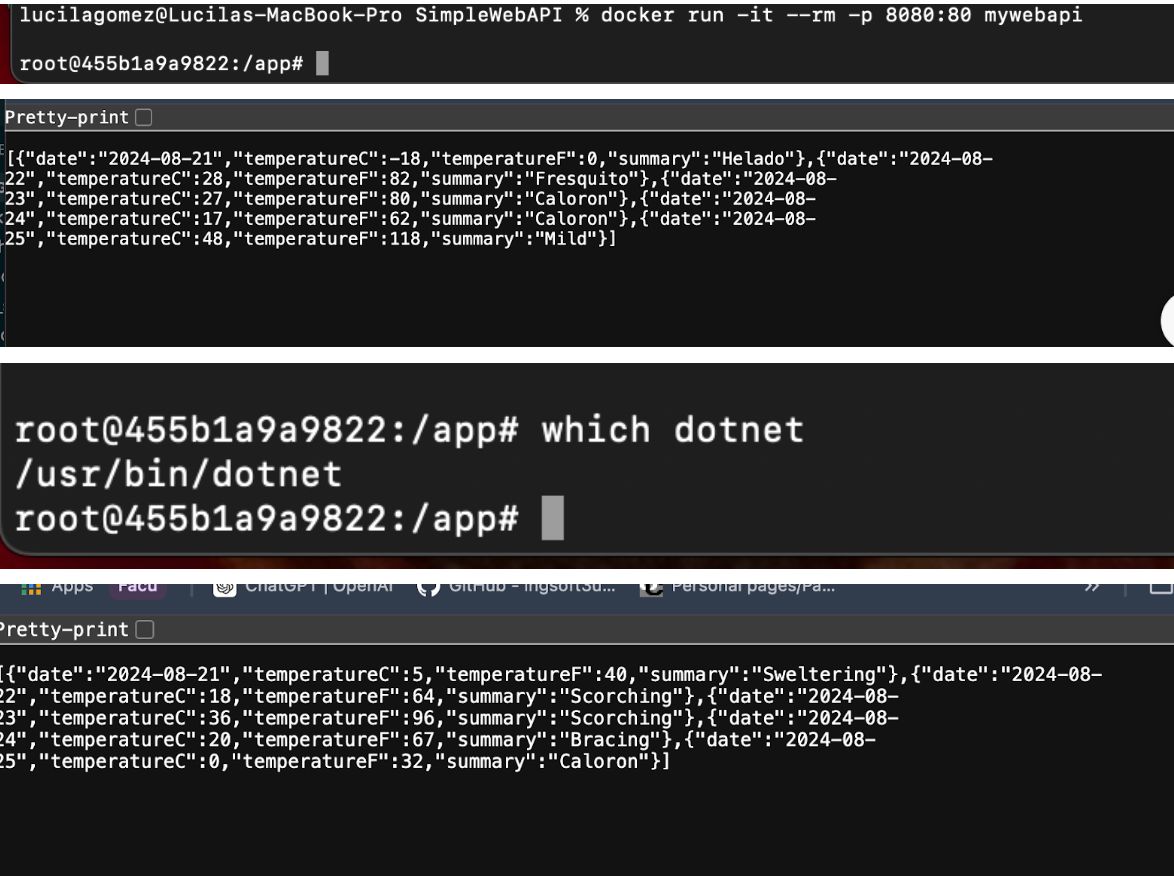 lucilagomez@Lucilas-MacBook-Pro SimpleWebAPI % docker run -it --rm -p 8080:80 mywebapi
root@455b1a9a9822:/app#
Pretty-print
[{"date":"2024-08-21","temperatureC":-18,"temperatureF":0,"summary":"Helado"},{"date":"2024-08-
22","temperatureC":28,"temperatureF":82,"summary":"Fresquito"},{"date":"2024-08-
23","temperatureC":27,"temperatureF":80,"summary":"Caloron"},{"date":"2024-08-
24","temperatureC":17,"temperatureF":62,"summary":"Caloron"},{"date":"2024-08-
25","temperatureC":48,"temperatureF":118,"summary":"Mild"}]
root@455b1a9a9822:/app# which dotnet
/usr/bin/dotnet
root@455b1a9a9822:/app#
Apps Facu ChatGPT | OpenAI GitHub - ingsoft3u... Personal pages/Pa... »
Pretty-print
[{"date":"2024-08-21","temperatureC":5,"temperatureF":40,"summary":"Sweltering"},{"date":"2024-08-
22","temperatureC":18,"temperatureF":64,"summary":"Scorching"},{"date":"2024-08-
23","temperatureC":36,"temperatureF":96,"summary":"Scorching"},{"date":"2024-08-
24","temperatureC":20,"temperatureF":67,"summary":"Bracing"},{"date":"2024-08-
25","temperatureC":0,"temperatureF":32,"summary":"Caloron"}]